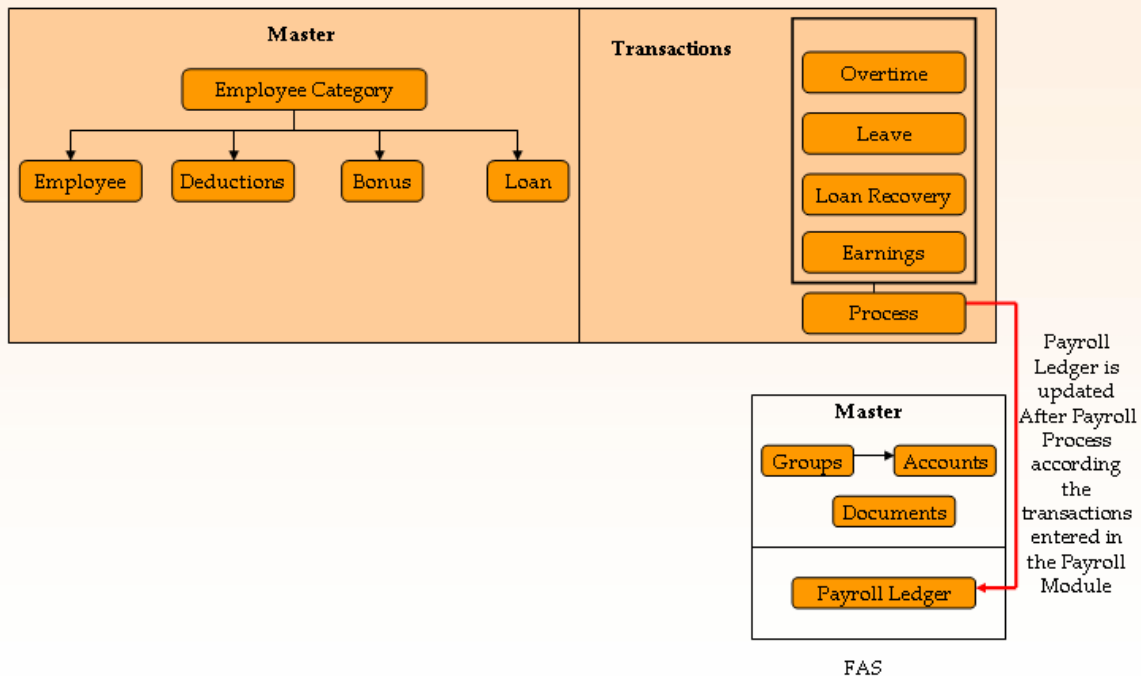 Master
Employee Category
Employee
Deductions
Bonus
Loan
Transactions
Overtime
Leave
Loan Recovery
Earnings
Process
Payroll
Ledger is
updated
After Payroll
Process
according
the
transactions
entered in
the Payroll
Module
Master
Groups
Accounts
Documents
Payroll Ledger
FAS